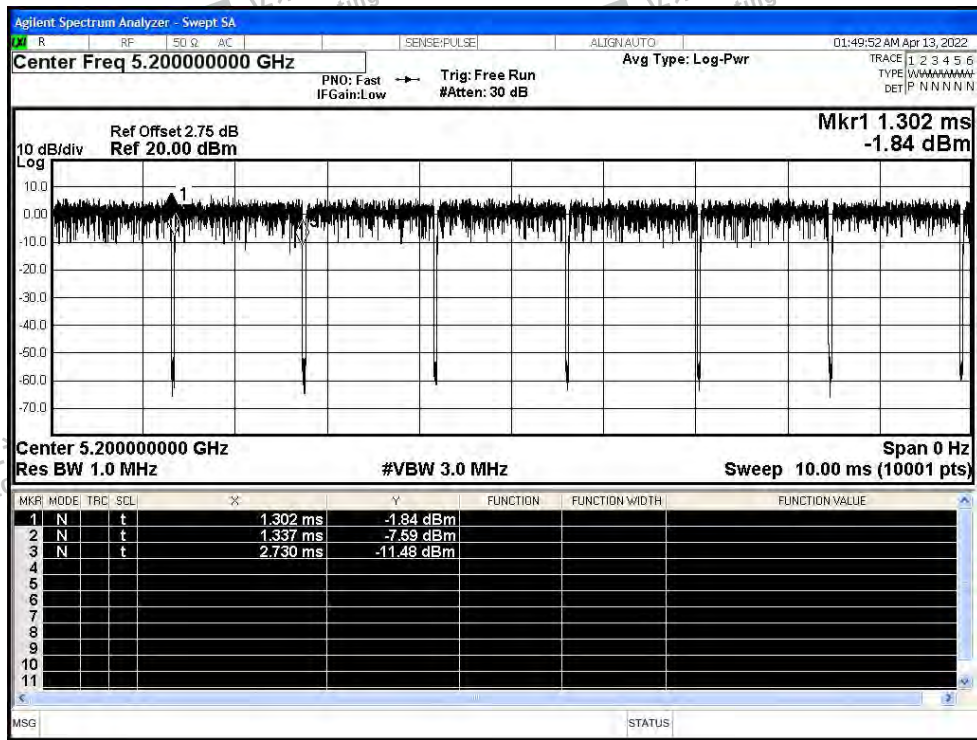 Agilent Spectrum Analyzer - Swept SA
LXI R RF 50 Ω AC SENSE:PULSE ALIGN AUTO 01:49:52 AM Apr 13, 2022
Center Freq 5.200000000 GHz Avg Type: Log-Pwr TRACE 1 2 3 4 5 6
PNO: Fast Trig: Free Run TYPE WWWWWW
IFGain:Low #Atten: 30 dB DET P N N N N N
Mkr1 1.302 ms
Ref Offset 2.75 dB
10 dB/div Ref 20.00 dBm -1.84 dBm
Log
10.0
1
0.00
-10.0
-20.0
-30.0
-40.0
-50.0
-60.0
-70.0
Center 5.200000000 GHz Span 0 Hz
Res BW 1.0 MHz #VBW 3.0 MHz Sweep 10.00 ms (10001 pts)
MKR MODE TRC SCL X Y FUNCTION FUNCTION WIDTH FUNCTION VALUE
1 N t 1.302 ms -1.84 dBm
2 N t 1.337 ms -7.59 dBm
3 N t 2.730 ms -11.48 dBm
4
5
6
7
8
9
10
11
MSG STATUS